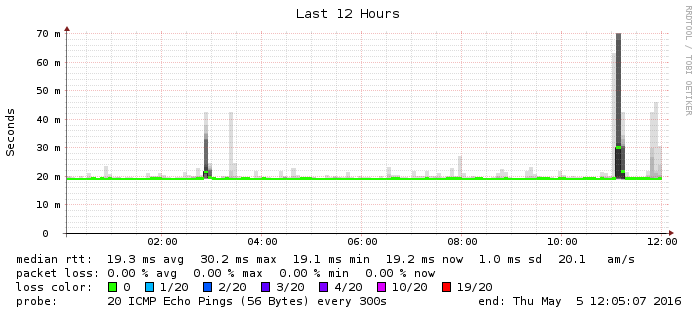 Last 12 Hours
RRDTOOL / TOBI OETIKER
Seconds
70 m
60 m
50 m
40 m
30 m
20 m
10 m
0
02:00 04:00 06:00 08:00 10:00 12:00
median rtt: 19.3 ms avg 30.2 ms max 19.1 ms min 19.2 ms now 1.0 ms sd 20.1 am/s
packet loss: 0.00 % avg 0.00 % max 0.00 % min 0.00 % now
loss color: 0 1/20 2/20 3/20 4/20 10/20 19/20
probe: 20 ICMP Echo Pings (56 Bytes) every 300s end: Thu May 5 12:05:07 2016